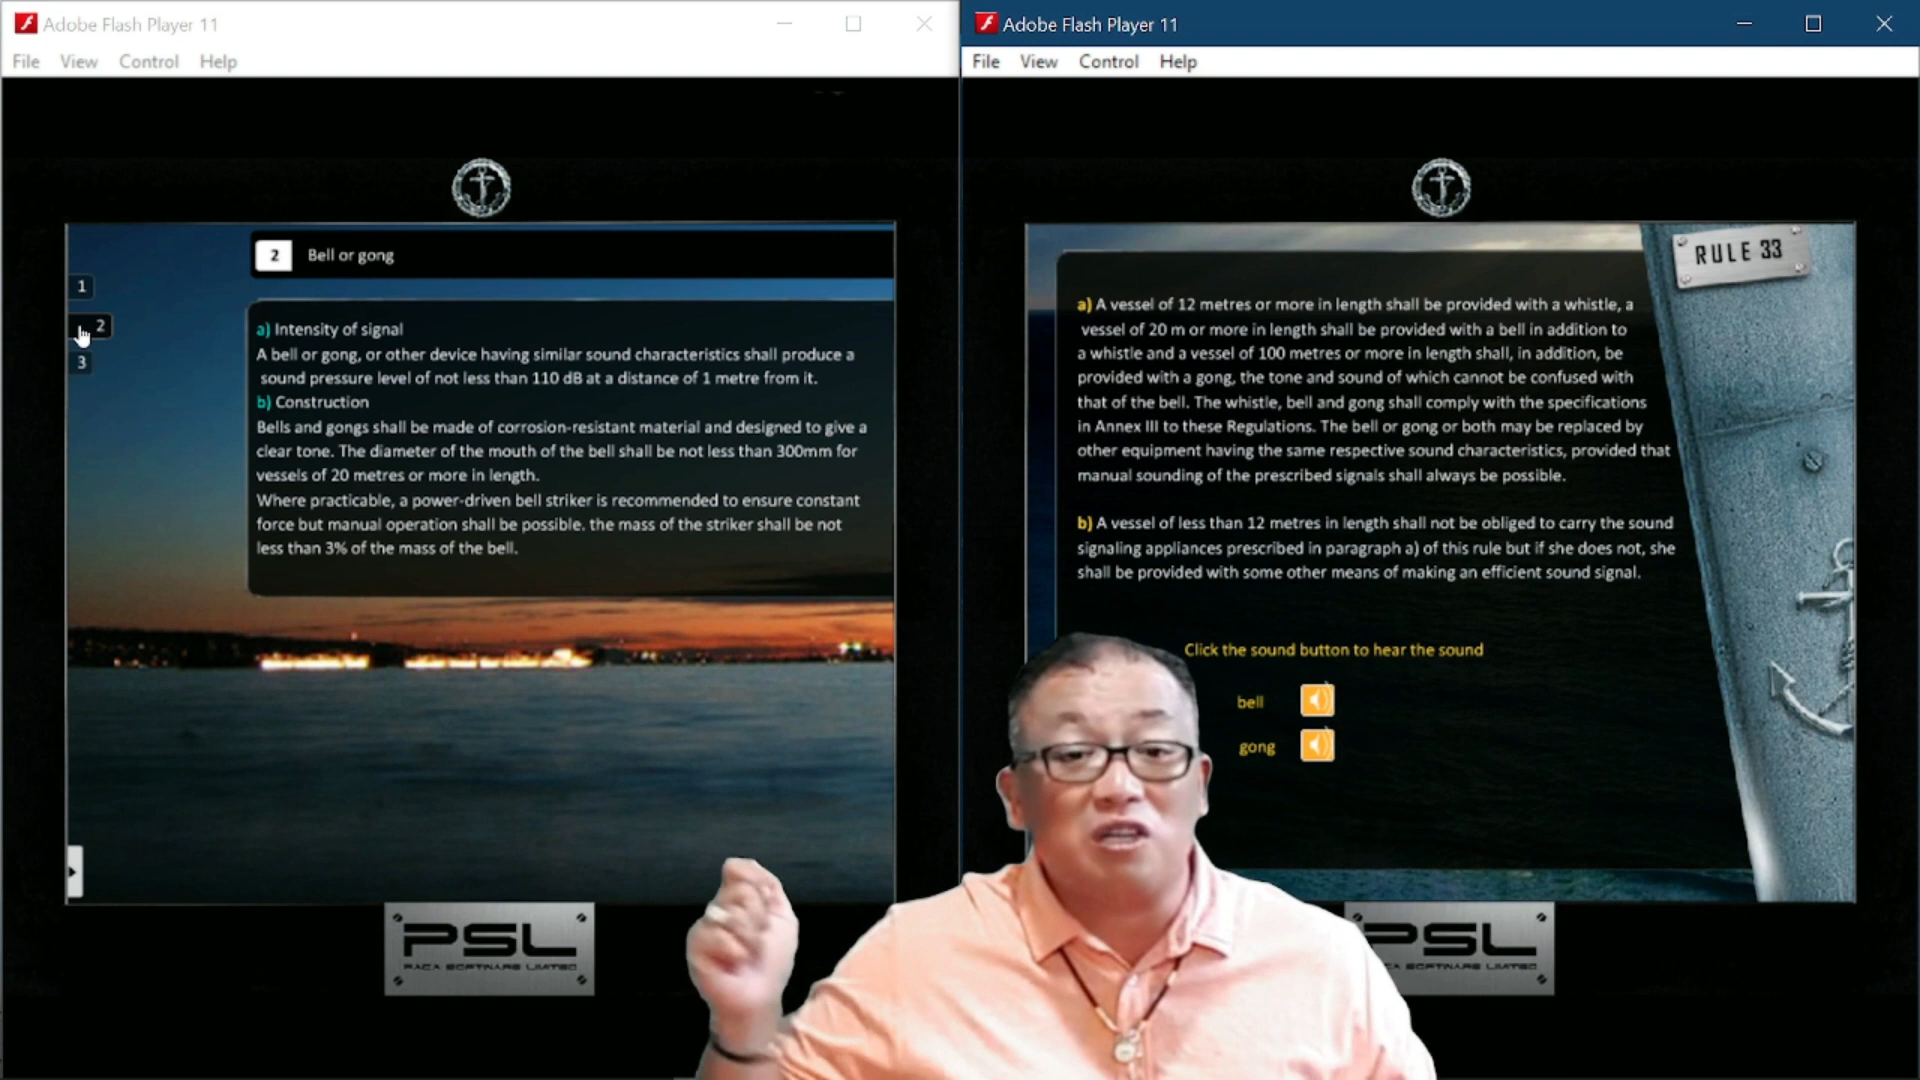 Adobe Flash Player 11
File View Control Help
2 Bell or gong
1
2
3
a) Intensity of signal
A bell or gong, or other device having similar sound characteristics shall produce a
sound pressure level of not less than 110 dB at a distance of 1 metre from it.
b) Construction
Bells and gongs shall be made of corrosion-resistant material and designed to give a
clear tone. The diameter of the mouth of the bell shall be not less than 300mm for
vessels of 20 metres or more in length.
Where practicable, a power-driven bell striker is recommended to ensure constant
force but manual operation shall be possible. the mass of the striker shall be not
less than 3% of the mass of the bell.
PSL
PACA SOFTWARE LIMITED
Adobe Flash Player 11
File View Control Help
RULE 33
a) A vessel of 12 metres or more in length shall be provided with a whistle, a
vessel of 20 m or more in length shall be provided with a bell in addition to
a whistle and a vessel of 100 metres or more in length shall, in addition, be
provided with a gong, the tone and sound of which cannot be confused with
that of the bell. The whistle, bell and gong shall comply with the specifications
in Annex III to these Regulations. The bell or gong or both may be replaced by
other equipment having the same respective sound characteristics, provided that
manual sounding of the prescribed signals shall always be possible.
b) A vessel of less than 12 metres in length shall not be obliged to carry the sound
signaling appliances prescribed in paragraph a) of this rule but if she does not, she
shall be provided with some other means of making an efficient sound signal.
Click the sound button to hear the sound
bell
gong
PSL
SOFTWARE LIMITED